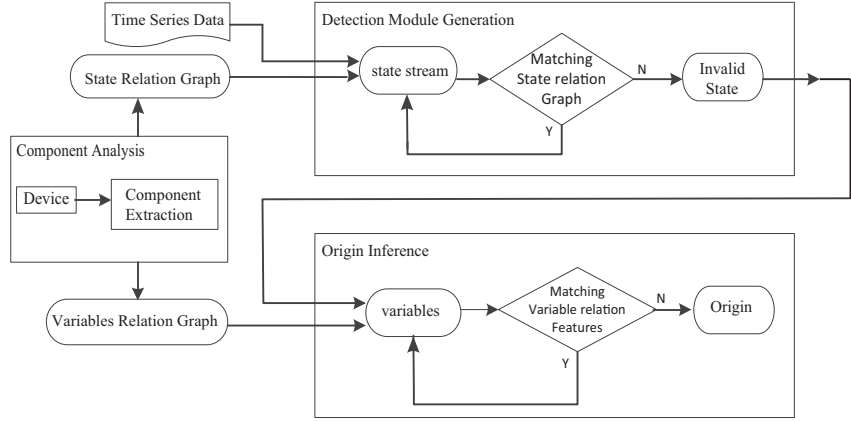 Time Series Data
State Relation Graph
Component Analysis
Device
Component
Extraction
Variables Relation Graph
Detection Module Generation
state stream
Matching
State relation
Graph
N
Y
Invalid
State
Origin Inference
variables
Matching
Variable relation
Features
N
Y
Origin